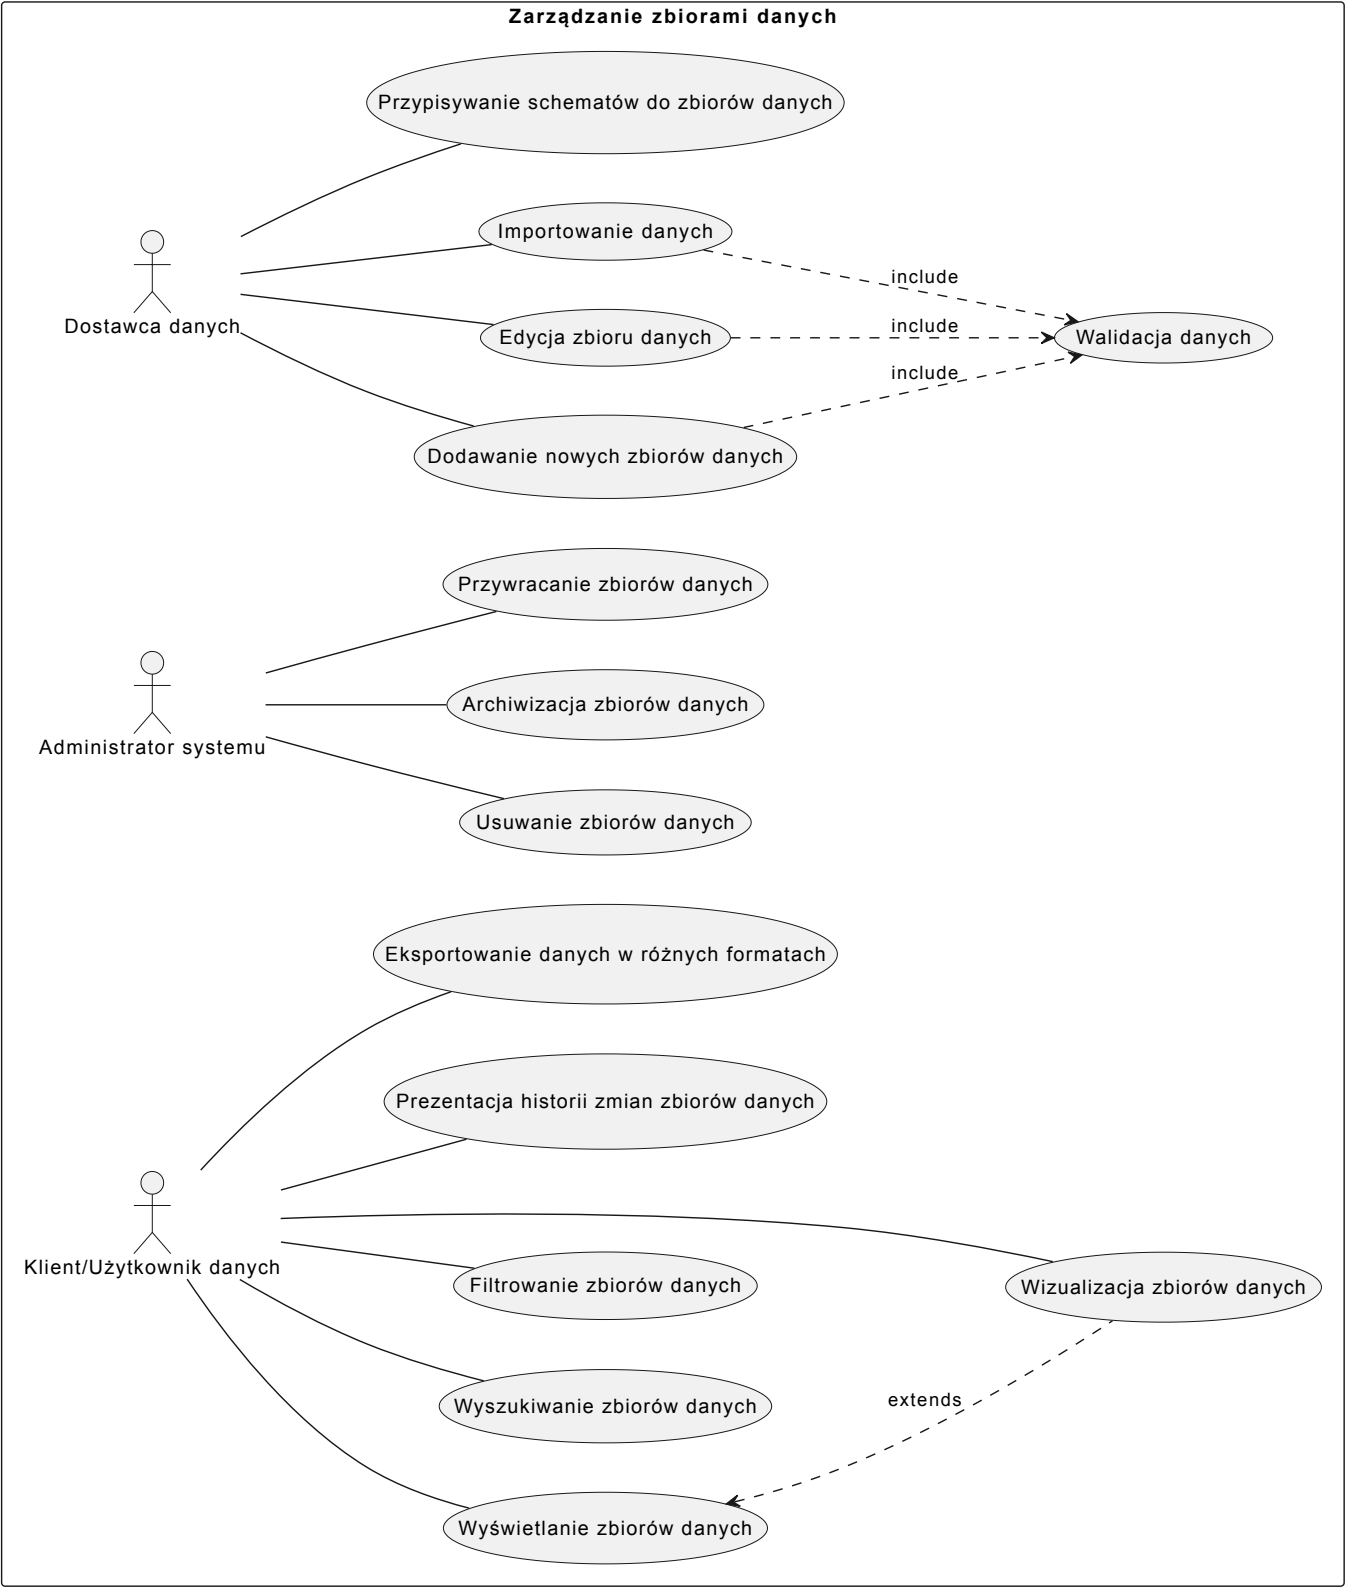 Zarządzanie zbiorami danych
Przypisywanie schematów do zbiorów danych
Importowanie danych
include
Dostawca danych
Edycja zbioru danych
include
Walidacja danych
include
Dodawanie nowych zbiorów danych
Przywracanie zbiorów danych
Archiwizacja zbiorów danych
Administrator systemu
Usuwanie zbiorów danych
Eksportowanie danych w różnych formatach
Prezentacja historii zmian zbiorów danych
Klient/Użytkownik danych
Filtrowanie zbiorów danych
Wizualizacja zbiorów danych
Wyszukiwanie zbiorów danych
extends
Wyświetlanie zbiorów danych